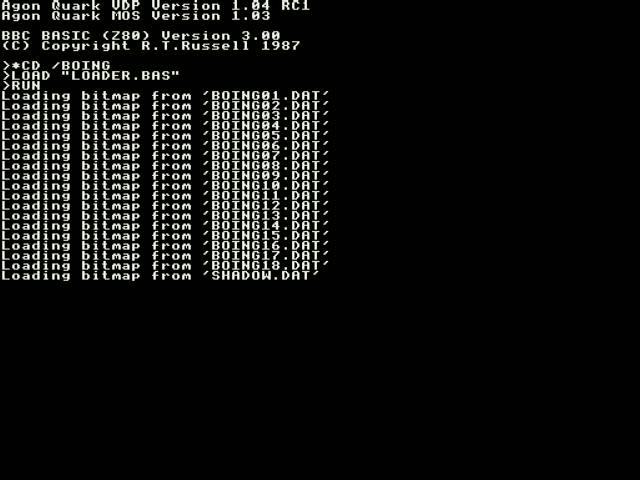 Agon Quark VDP Version 1.04 RC1
Agon Quark MOS Version 1.03
BBC BASIC (Z80) Version 3.00
(C) Copyright R.T.Russell 1987
>*CD /BOING
>LOAD "LOADER.BAS"
>RUN
Loading bitmap from 'BOING01.DAT'
Loading bitmap from 'BOING02.DAT'
Loading bitmap from 'BOING03.DAT'
Loading bitmap from 'BOING04.DAT'
Loading bitmap from 'BOING05.DAT'
Loading bitmap from 'BOING06.DAT'
Loading bitmap from 'BOING07.DAT'
Loading bitmap from 'BOING08.DAT'
Loading bitmap from 'BOING09.DAT'
Loading bitmap from 'BOING10.DAT'
Loading bitmap from 'BOING11.DAT'
Loading bitmap from 'BOING12.DAT'
Loading bitmap from 'BOING13.DAT'
Loading bitmap from 'BOING14.DAT'
Loading bitmap from 'BOING15.DAT'
Loading bitmap from 'BOING16.DAT'
Loading bitmap from 'BOING17.DAT'
Loading bitmap from 'BOING18.DAT'
Loading bitmap from 'SHADOW.DAT'